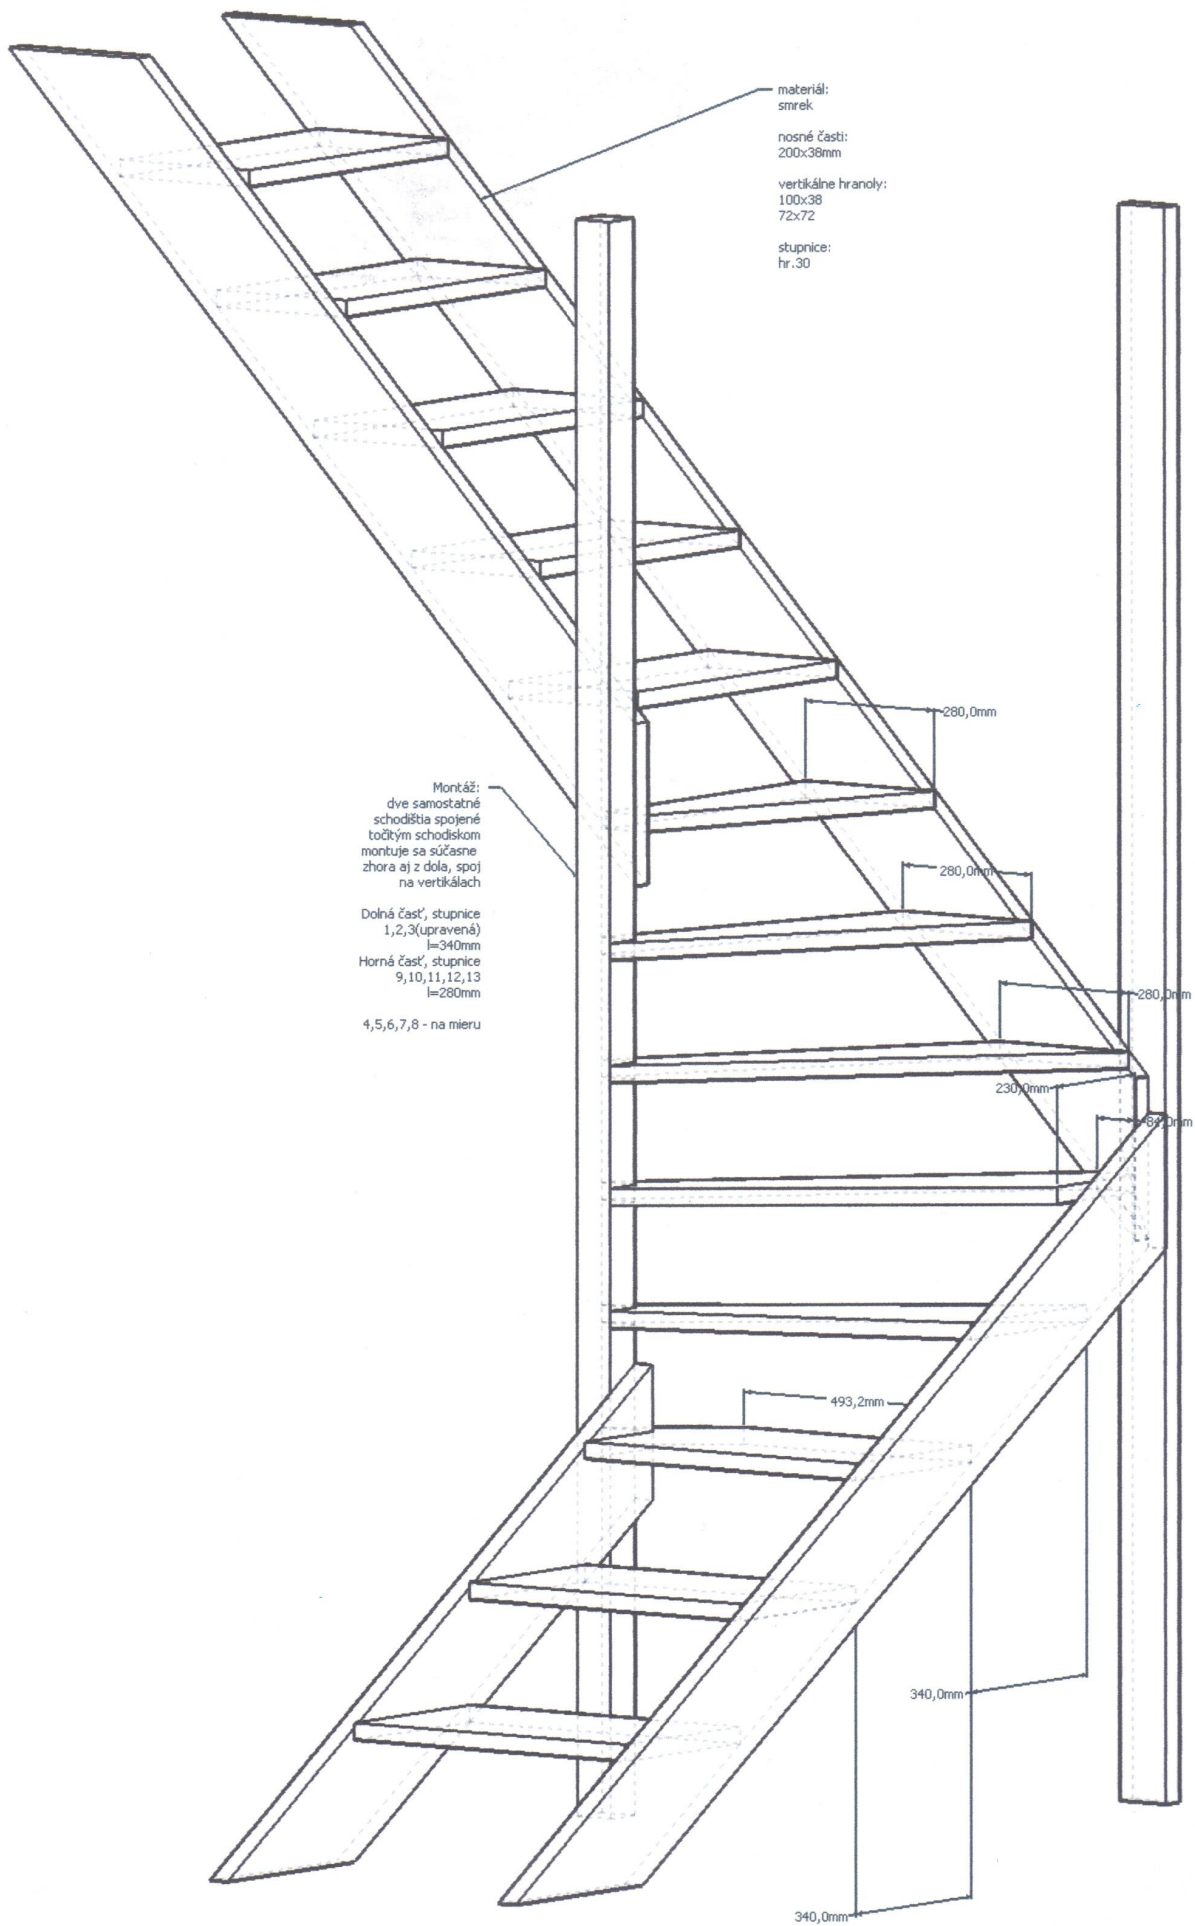 materiál:
smrek
nosné časti:
200x38mm
vertikálne hranoly:
100x38
72x72
stupnice:
hr.30
280,0mm
Montáž:
dve samostatné
schodištia spojené
točitým schodiskom
montuje sa súčasne
zhora aj z dola, spoj
na vertikálach
Dolná časť, stupnice
1,2,3(upravená)
l=340mm
Horná časť, stupnice
9,10,11,12,13
l=280mm
4,5,6,7,8 - na mieru
280,0mm
280,0mm
230,0mm
84,0mm
493,2mm
340,0mm
340,0mm